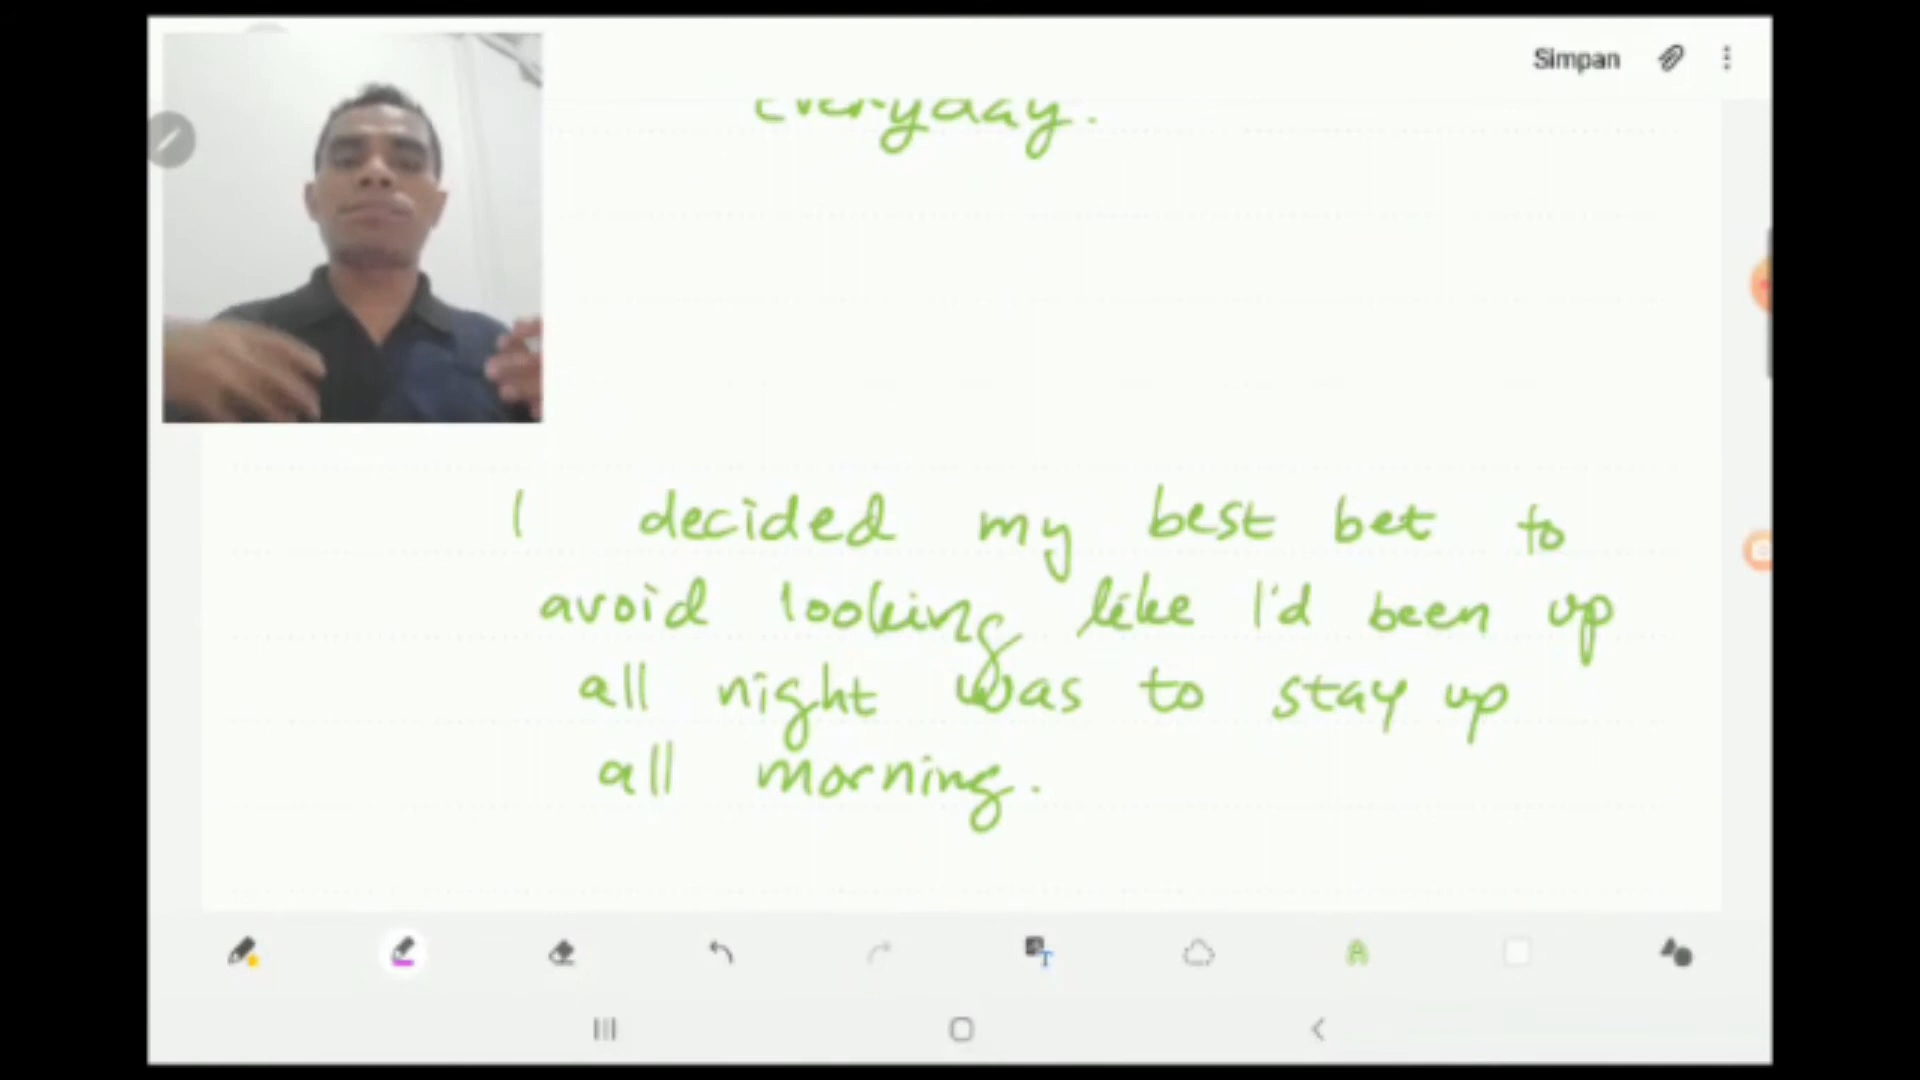 Simpan
everyday.
I decided my best bet to
avoid looking like I'd been up
all night was to stay up
all morning.